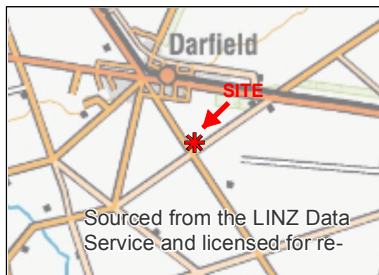 Darfield
SITE
Sourced from the LINZ Data
Service and licensed for re-